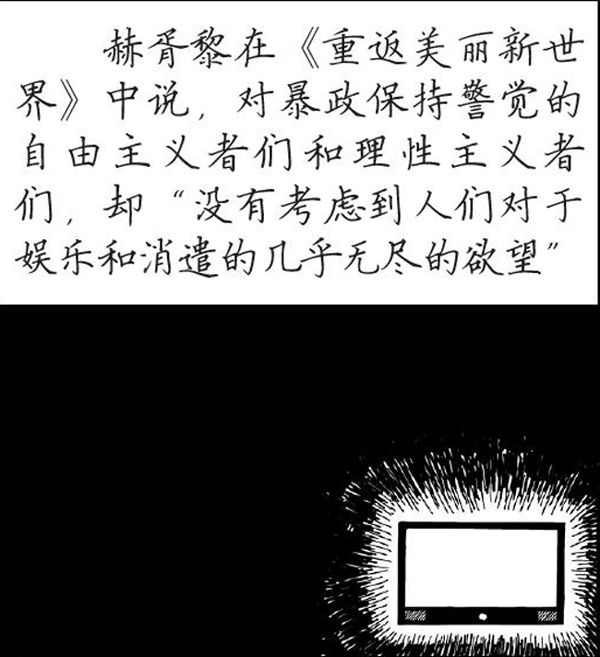 赫胥黎在《重返美丽新世
界》中说，对暴政保持警觉的
自由主义者们和理性主义者
们，却“没有考虑到人们对于
娱乐和消遣的几乎无尽的欲望”